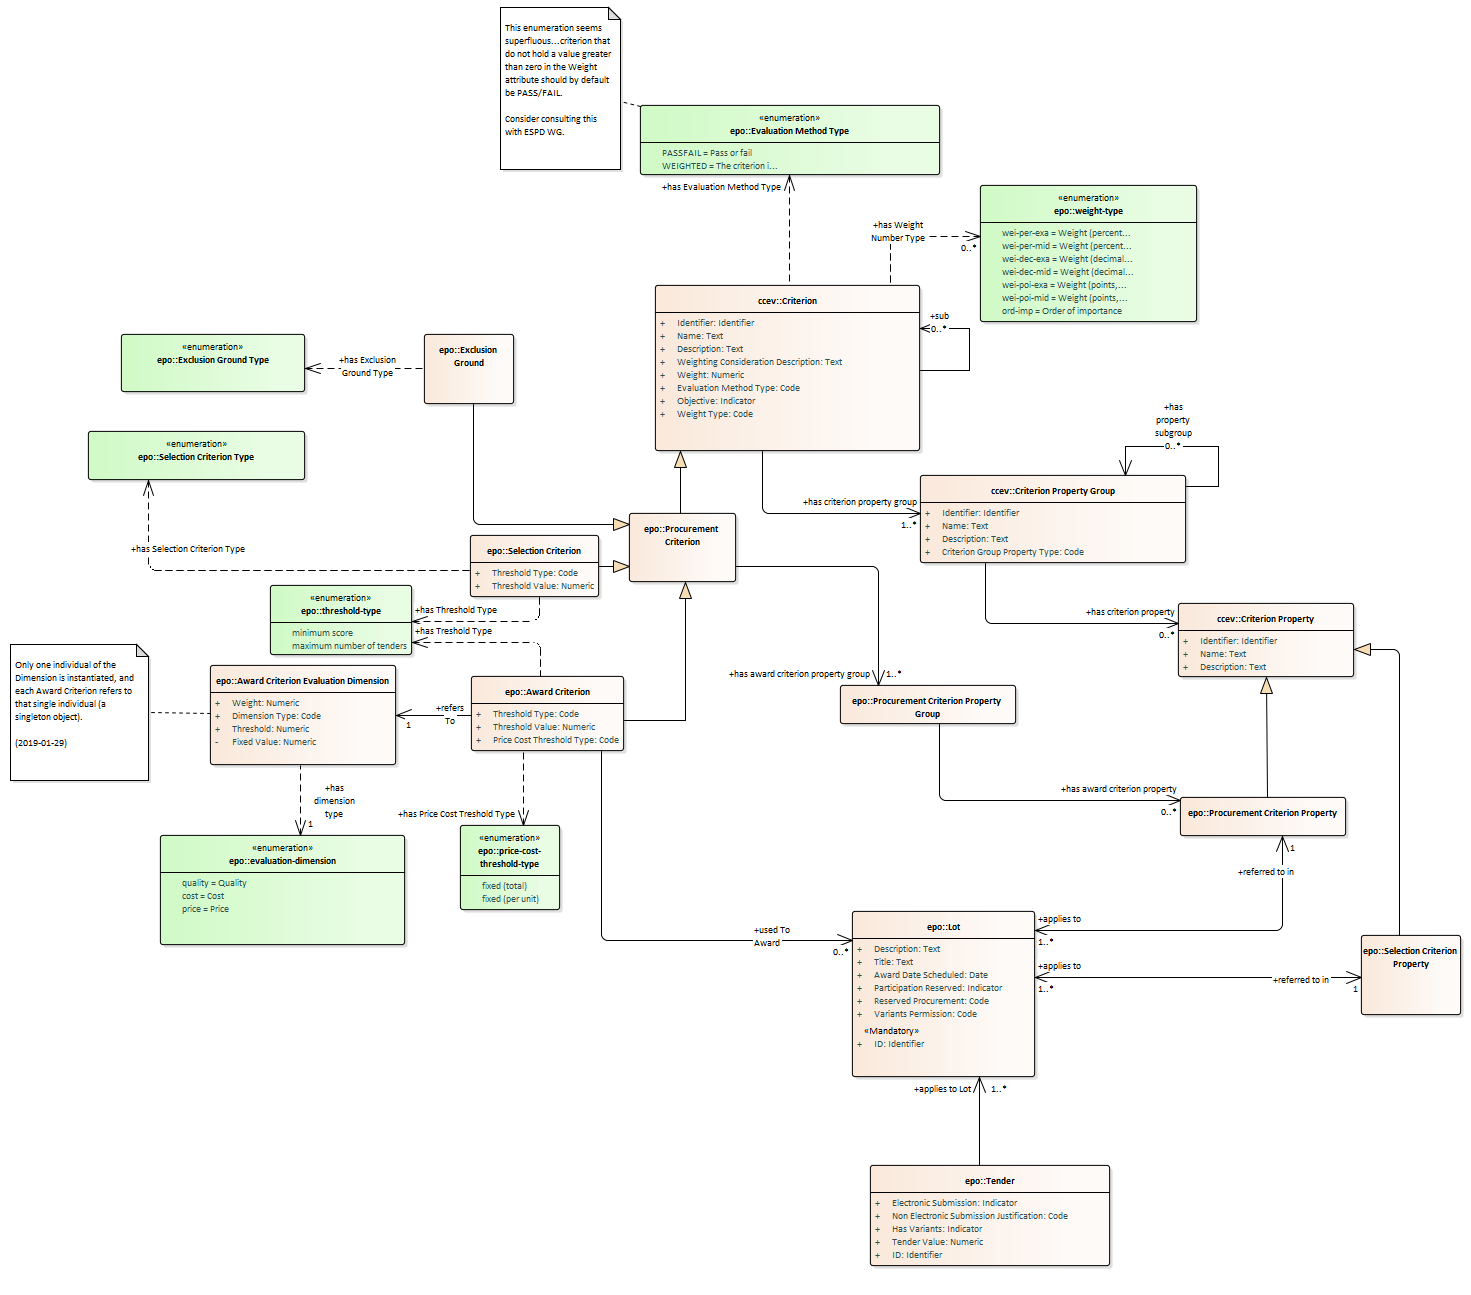 This enumeration seems
superfluous...criterion that
do not hold a value greater
than zero in the Weight
attribute should by default
be PASS/FAIL.
Consider consulting this
with ESPD WG.
«enumeration»
epo::Evaluation Method Type
PASSFAIL = Pass or fail
WEIGHTED = The criterion i...
+has Evaluation Method Type
+has Weight
Number Type
0..*
«enumeration»
epo::weight-type
wei-per-exa = Weight (percent...
wei-per-mid = Weight (percent...
wei-dec-exa = Weight (decimal...
wei-dec-mid = Weight (decimal...
wei-poi-exa = Weight (points,...
wei-poi-mid = Weight (points,...
ord-imp = Order of importance
ccev::Criterion
+ Identifier: Identifier
+ Name: Text
+ Description: Text
+ Weighting Consideration Description: Text
+ Weight: Numeric
+ Evaluation Method Type: Code
+ Objective: Indicator
+ Weight Type: Code
+sub
0..*
«enumeration»
epo::Exclusion Ground Type
+has Exclusion
Ground Type
epo::Exclusion
Ground
«enumeration»
epo::Selection Criterion Type
+has Selection Criterion Type
+has
property
subgroup
0..*
+has criterion property group
1..*
ccev::Criterion Property Group
+ Identifier: Identifier
+ Name: Text
+ Description: Text
+ Criterion Group Property Type: Code
epo::Procurement
Criterion
epo::Selection Criterion
+ Threshold Type: Code
+ Threshold Value: Numeric
«enumeration»
epo::threshold-type
minimum score
maximum number of tenders
+has Threshold Type
+has Treshold Type
+has criterion property
0..*
ccev::Criterion Property
+ Identifier: Identifier
+ Name: Text
+ Description: Text
Only one individual of the
Dimension is instantiated, and
each Award Criterion refers to
that single individual (a
singleton object).
(2019-01-29)
epo::Award Criterion Evaluation Dimension
+ Weight: Numeric
+ Dimension Type: Code
+ Threshold: Numeric
- Fixed Value: Numeric
+refers
To
1
epo::Award Criterion
+ Threshold Type: Code
+ Threshold Value: Numeric
+ Price Cost Threshold Type: Code
+has award criterion property group
1..*
epo::Procurement Criterion Property
Group
+has
dimension
type
1
+has Price Cost Treshold Type
+has award criterion property
0..*
epo::Procurement Criterion Property
«enumeration»
epo::evaluation-dimension
quality = Quality
cost = Cost
price = Price
«enumeration»
epo::price-cost-
threshold-type
fixed (total)
fixed (per unit)
1
+referred to in
+used To
Award
0..*
epo::Lot
+ Description: Text
+ Title: Text
+ Award Date Scheduled: Date
+ Participation Reserved: Indicator
+ Reserved Procurement: Code
+ Variants Permission: Code
«Mandatory»
+ ID: Identifier
+applies to
1..*
+applies to
1..*
+referred to in
1
epo::Selection Criterion
Property
+applies to Lot
1..*
epo::Tender
+ Electronic Submission: Indicator
+ Non Electronic Submission Justification: Code
+ Has Variants: Indicator
+ Tender Value: Numeric
+ ID: Identifier